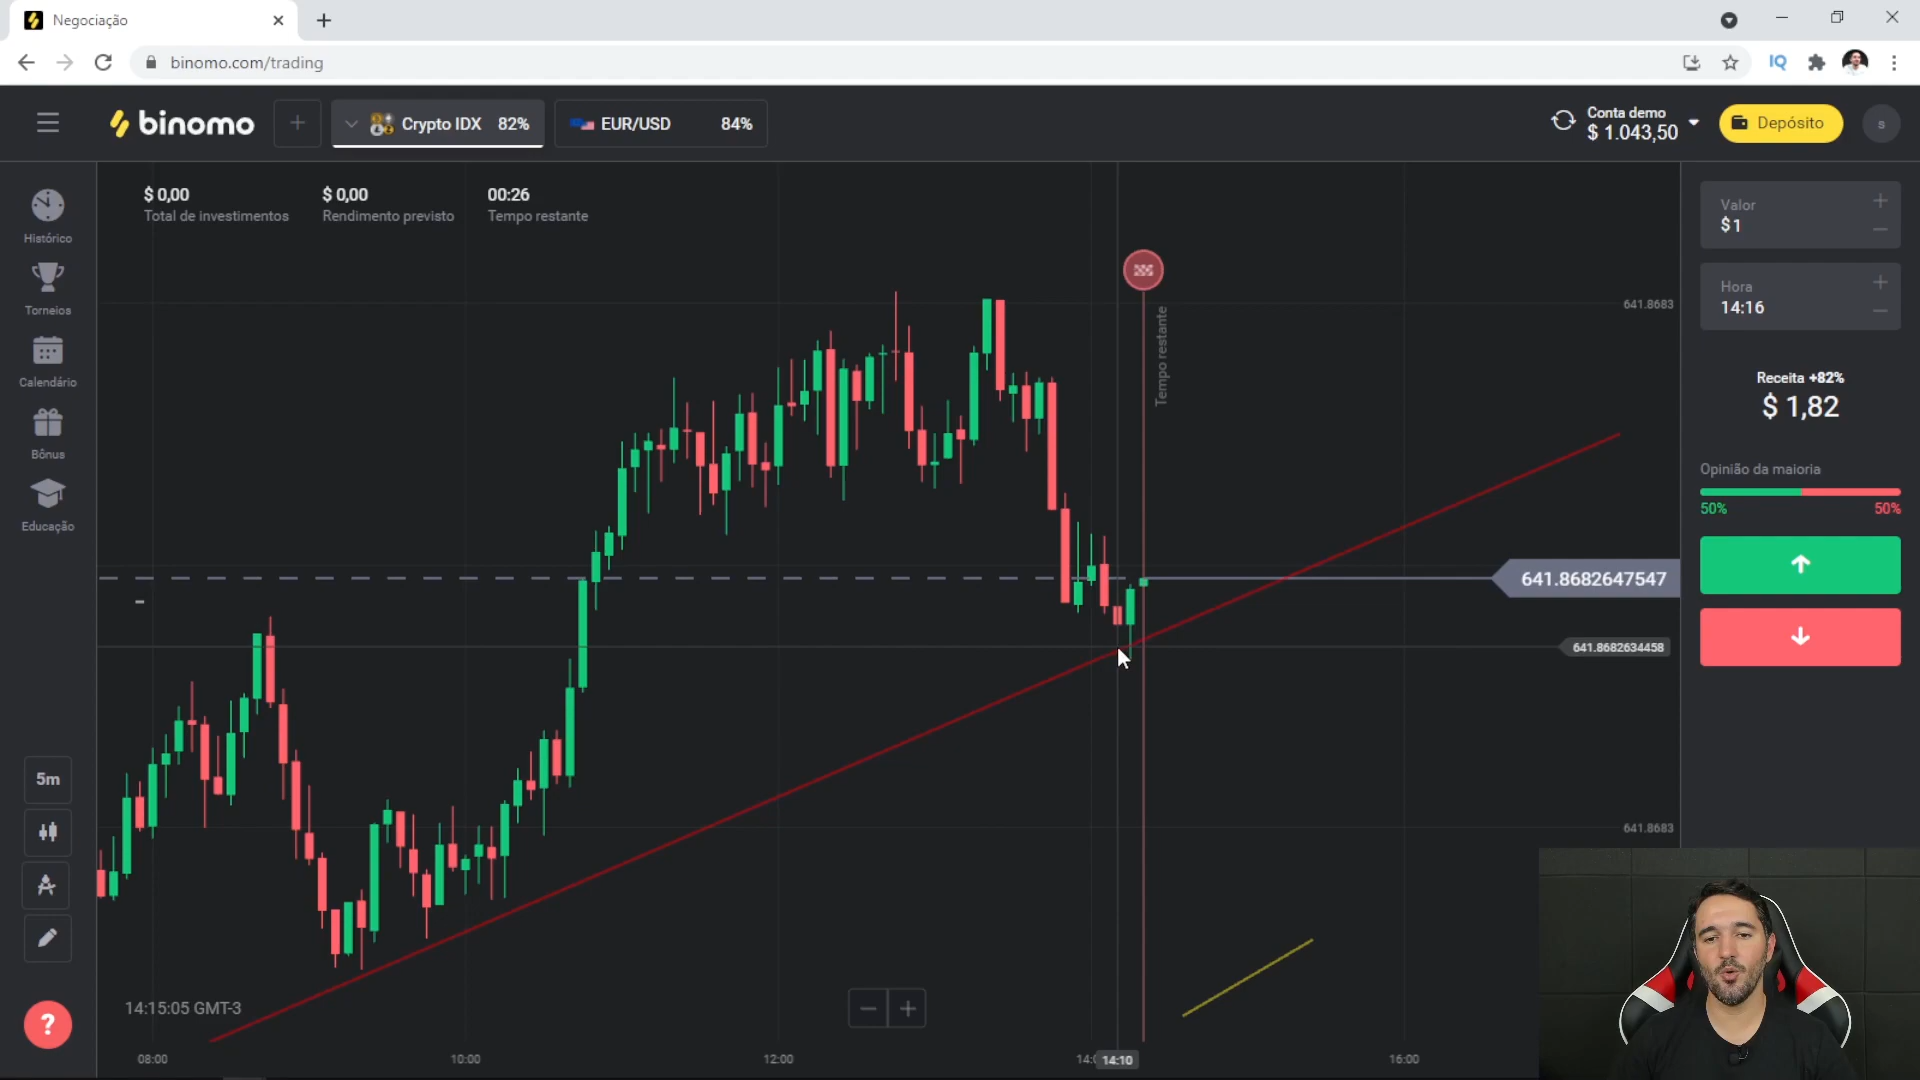 Negociação
binomo.com/trading
IQ
binomo
Crypto IDX 82%
EUR/USD 84%
Conta demo
$ 1.043,50
Depósito
s
$ 0,00
Total de investimentos
$ 0,00
Rendimento previsto
00:26
Tempo restante
Histórico
Torneios
Calendário
Bônus
Educação
5m
?
Tempo restante
641.8683
641.8682647547
641.8682634458
641.8683
Valor
$1
Hora
14:16
Receita +82%
$ 1,82
Opinião da maioria
50% 50%
14:15:05 GMT-3
08:00 10:00 12:00 14:10 16:00